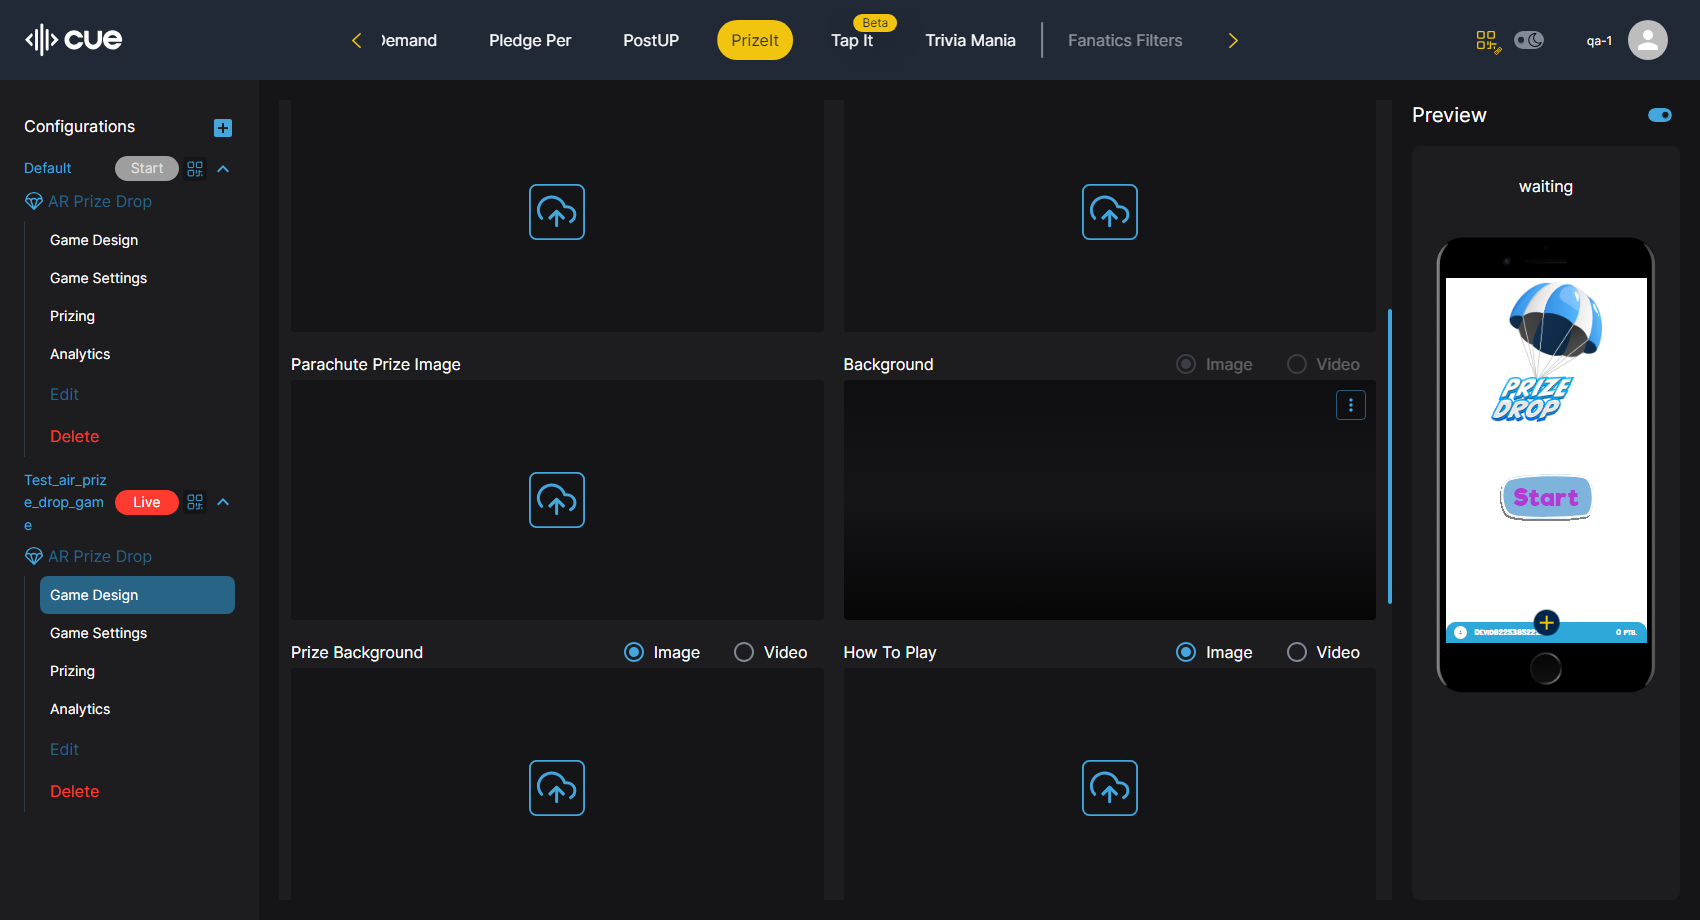 cue
Demand
Pledge Per
PostUP
PrizeIt
Beta
Tap It
Trivia Mania
Fanatics Filters
qa-1
Configurations
Default
Start
AR Prize Drop
Game Design
Game Settings
Prizing
Analytics
Edit
Delete
Test_air_priz
e_drop_gam
e
Live
AR Prize Drop
Game Design
Game Settings
Prizing
Analytics
Edit
Delete
Parachute Prize Image
Background
Image
Video
Prize Background
Image
Video
How To Play
Image
Video
Preview
waiting
PRIZE
DROP
Start
0 PTS.